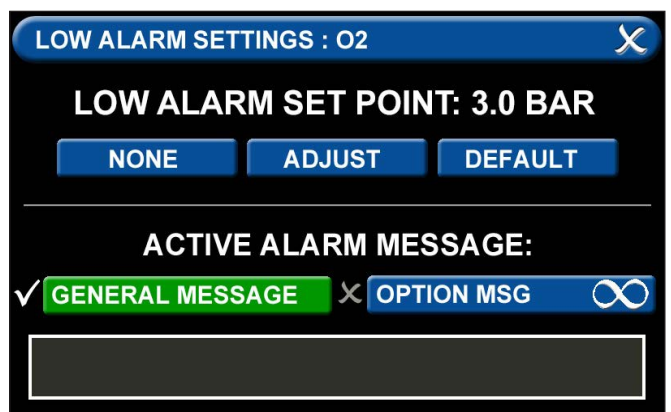 LOW ALARM SETTINGS : O2
LOW ALARM SET POINT: 3.0 BAR
NONE ADJUST DEFAULT
ACTIVE ALARM MESSAGE:
GENERAL MESSAGE OPTION MSG